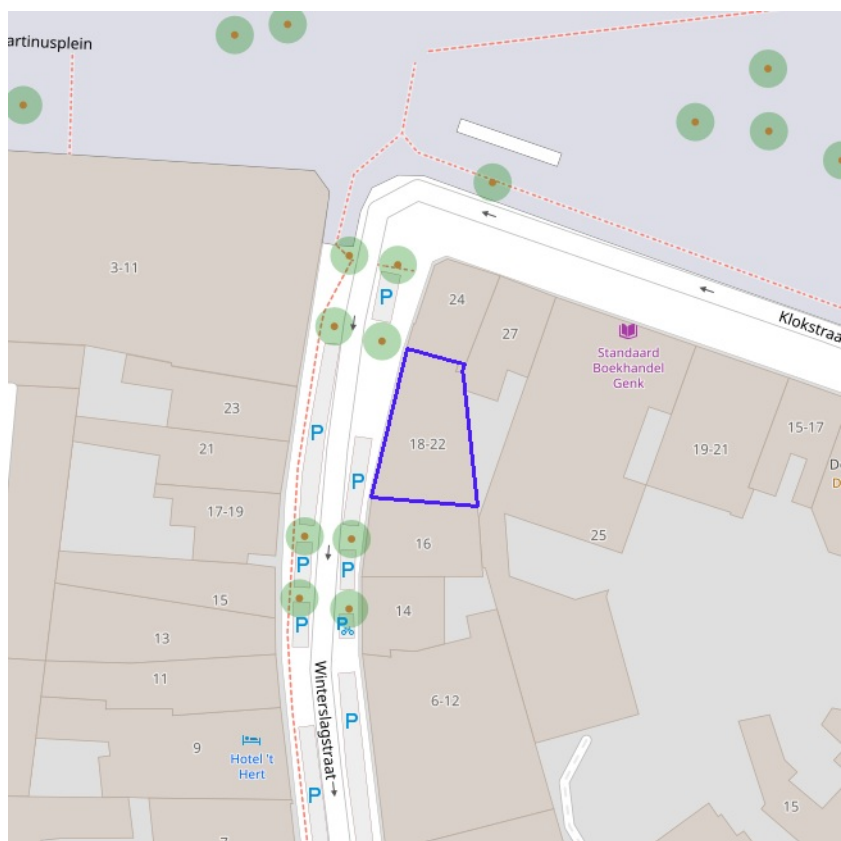 artinusplein
3-11
P
24
27
Klokstraa
Standaard
Boekhandel
Genk
23
P
18-22
19-21
15-17
21
P
D
17-19
16
25
P
P
15
14
P
P
13
11
6-12
P
Winterslagstraat
9
Hotel 't
Hert
P
15
7